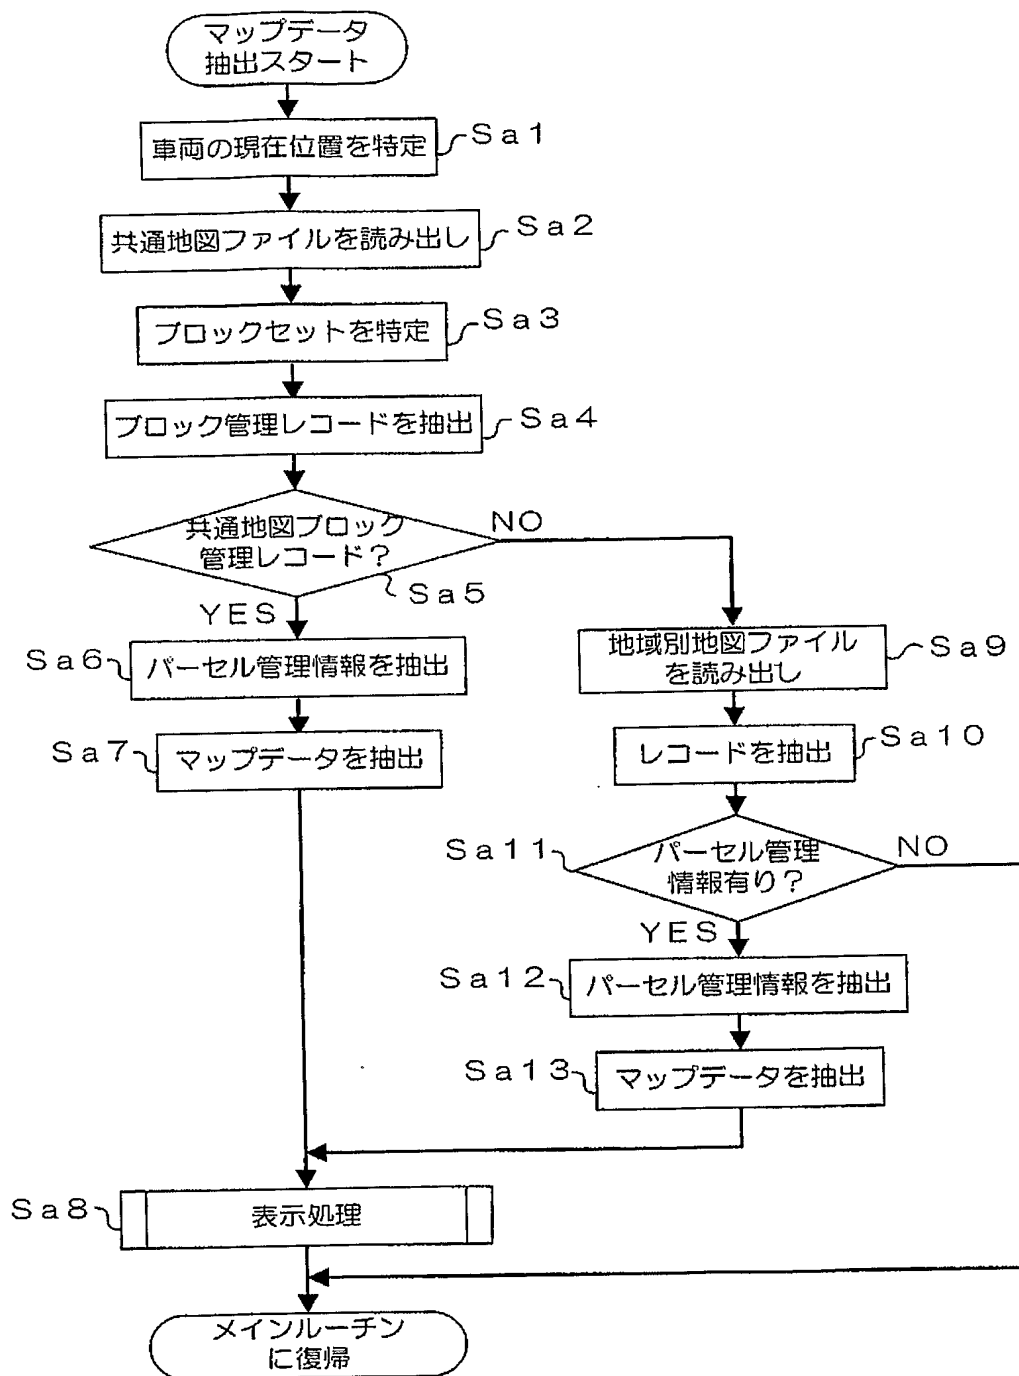 マップデータ
抽出スタート
車両の現在位置を特定
Sa1
共通地図ファイルを読み出し
Sa2
ブロックセットを特定
Sa3
ブロック管理レコードを抽出
Sa4
共通地図ブロック
管理レコード？
NO
Sa5
YES
Sa6
パーセル管理情報を抽出
地域別地図ファイル
を読み出し
Sa9
Sa7
マップデータを抽出
レコードを抽出
Sa10
Sa11
パーセル管理
情報有り？
NO
YES
Sa12
パーセル管理情報を抽出
Sa13
マップデータを抽出
Sa8
表示処理
メインルーチン
に復帰